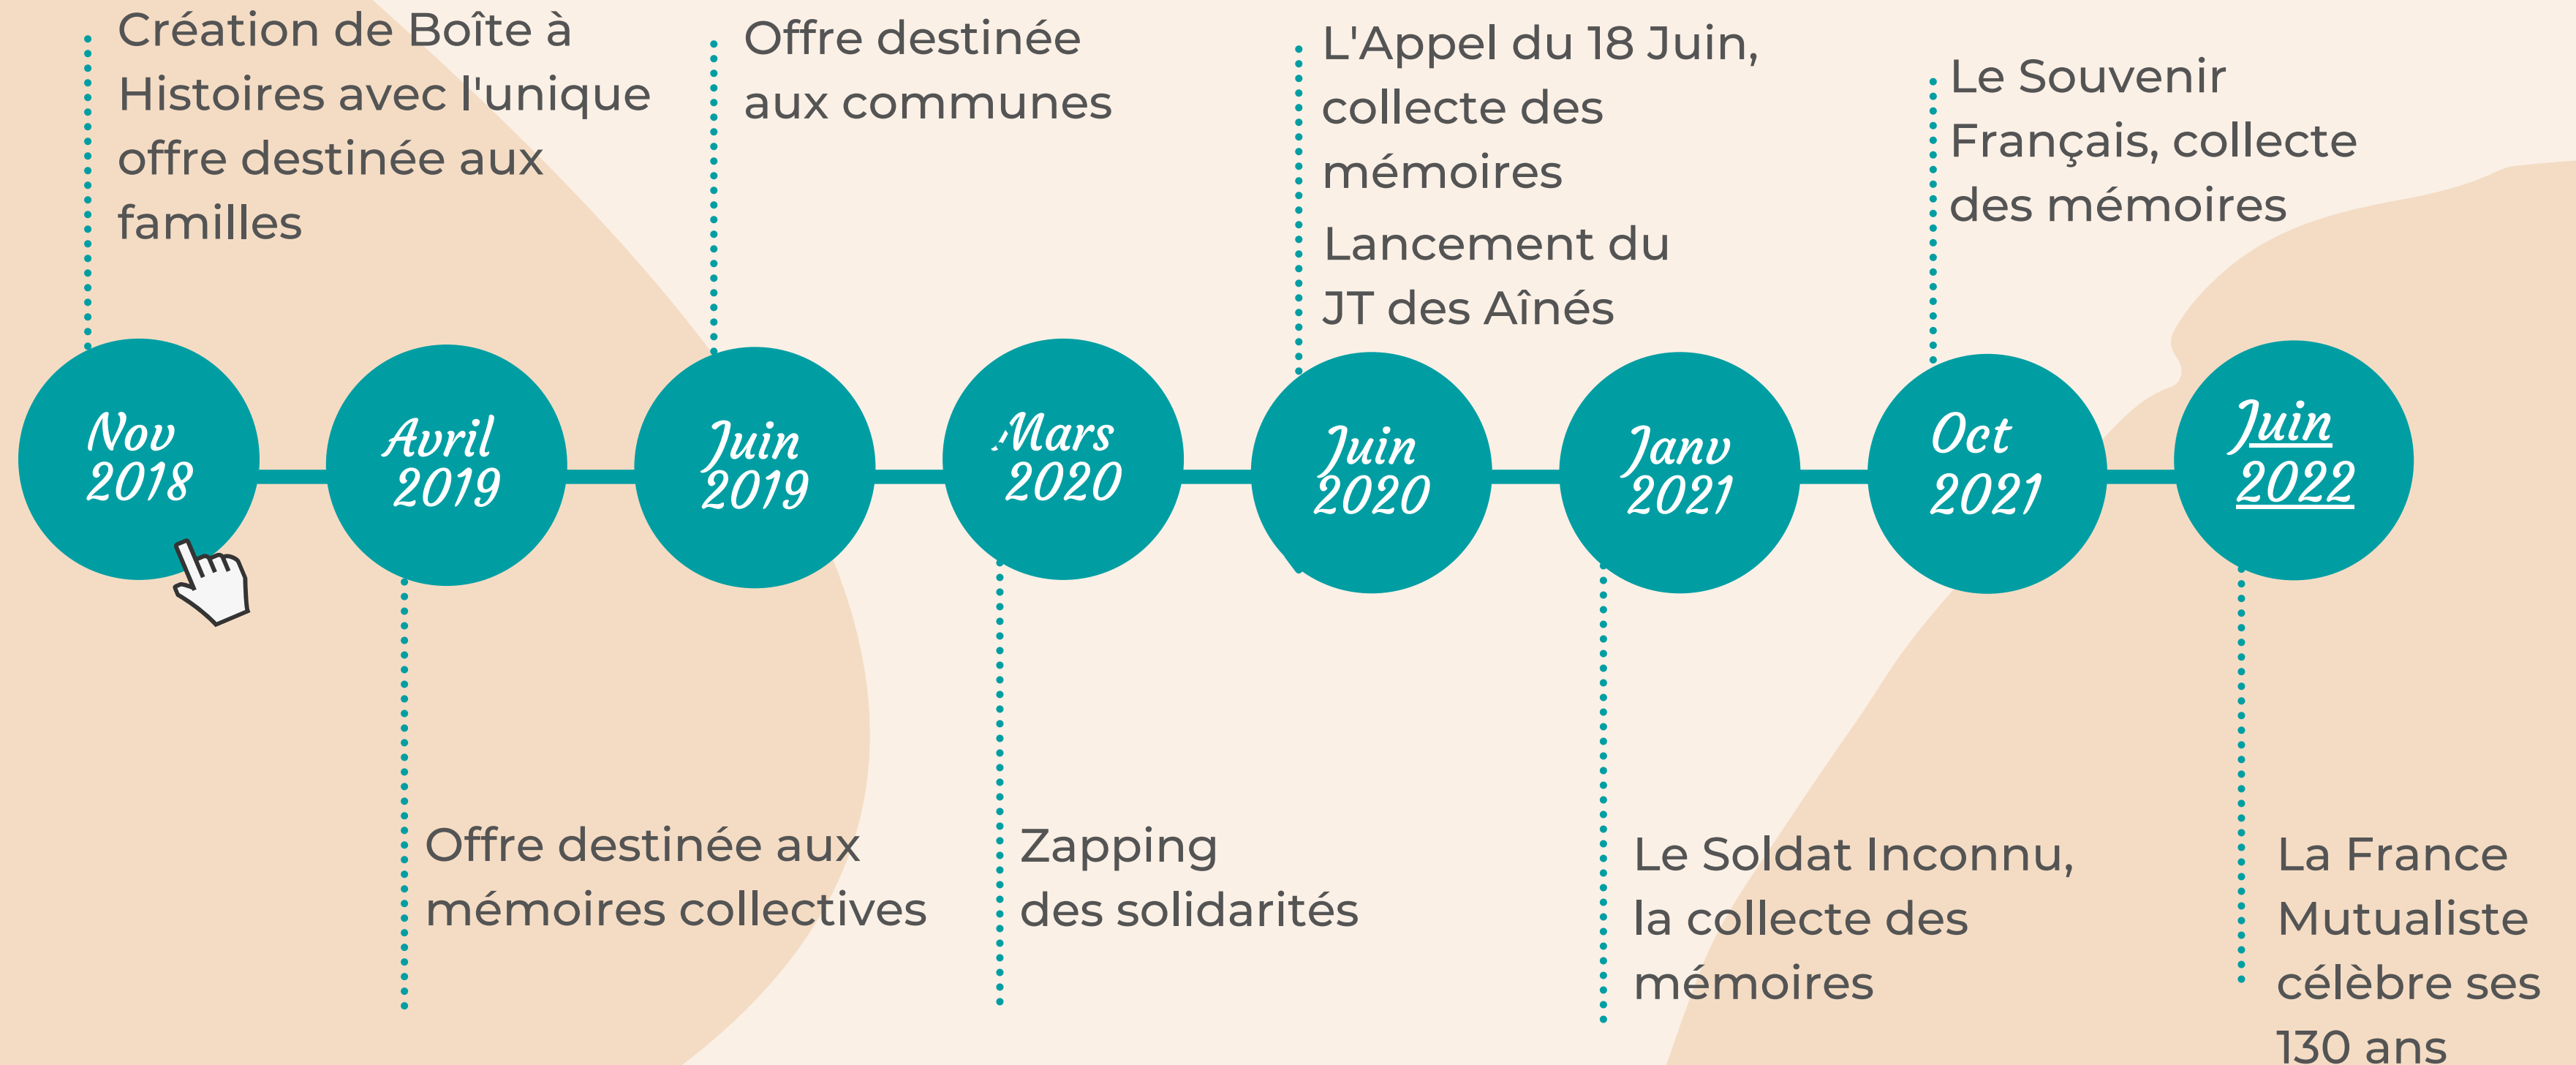 Création de Boîte à
Histoires avec l'unique
offre destinée aux
familles
Offre destinée
aux communes
L'Appel du 18 Juin,
collecte des
mémoires
Lancement du
JT des Aînés
Le Souvenir
Français, collecte
des mémoires
Nov
2018
Avril
2019
Juin
2019
Mars
2020
Juin
2020
Janv
2021
Oct
2021
Juin
2022
Offre destinée aux
mémoires collectives
Zapping
des solidarités
Le Soldat Inconnu,
la collecte des
mémoires
La France
Mutualiste
célèbre ses
130 ans